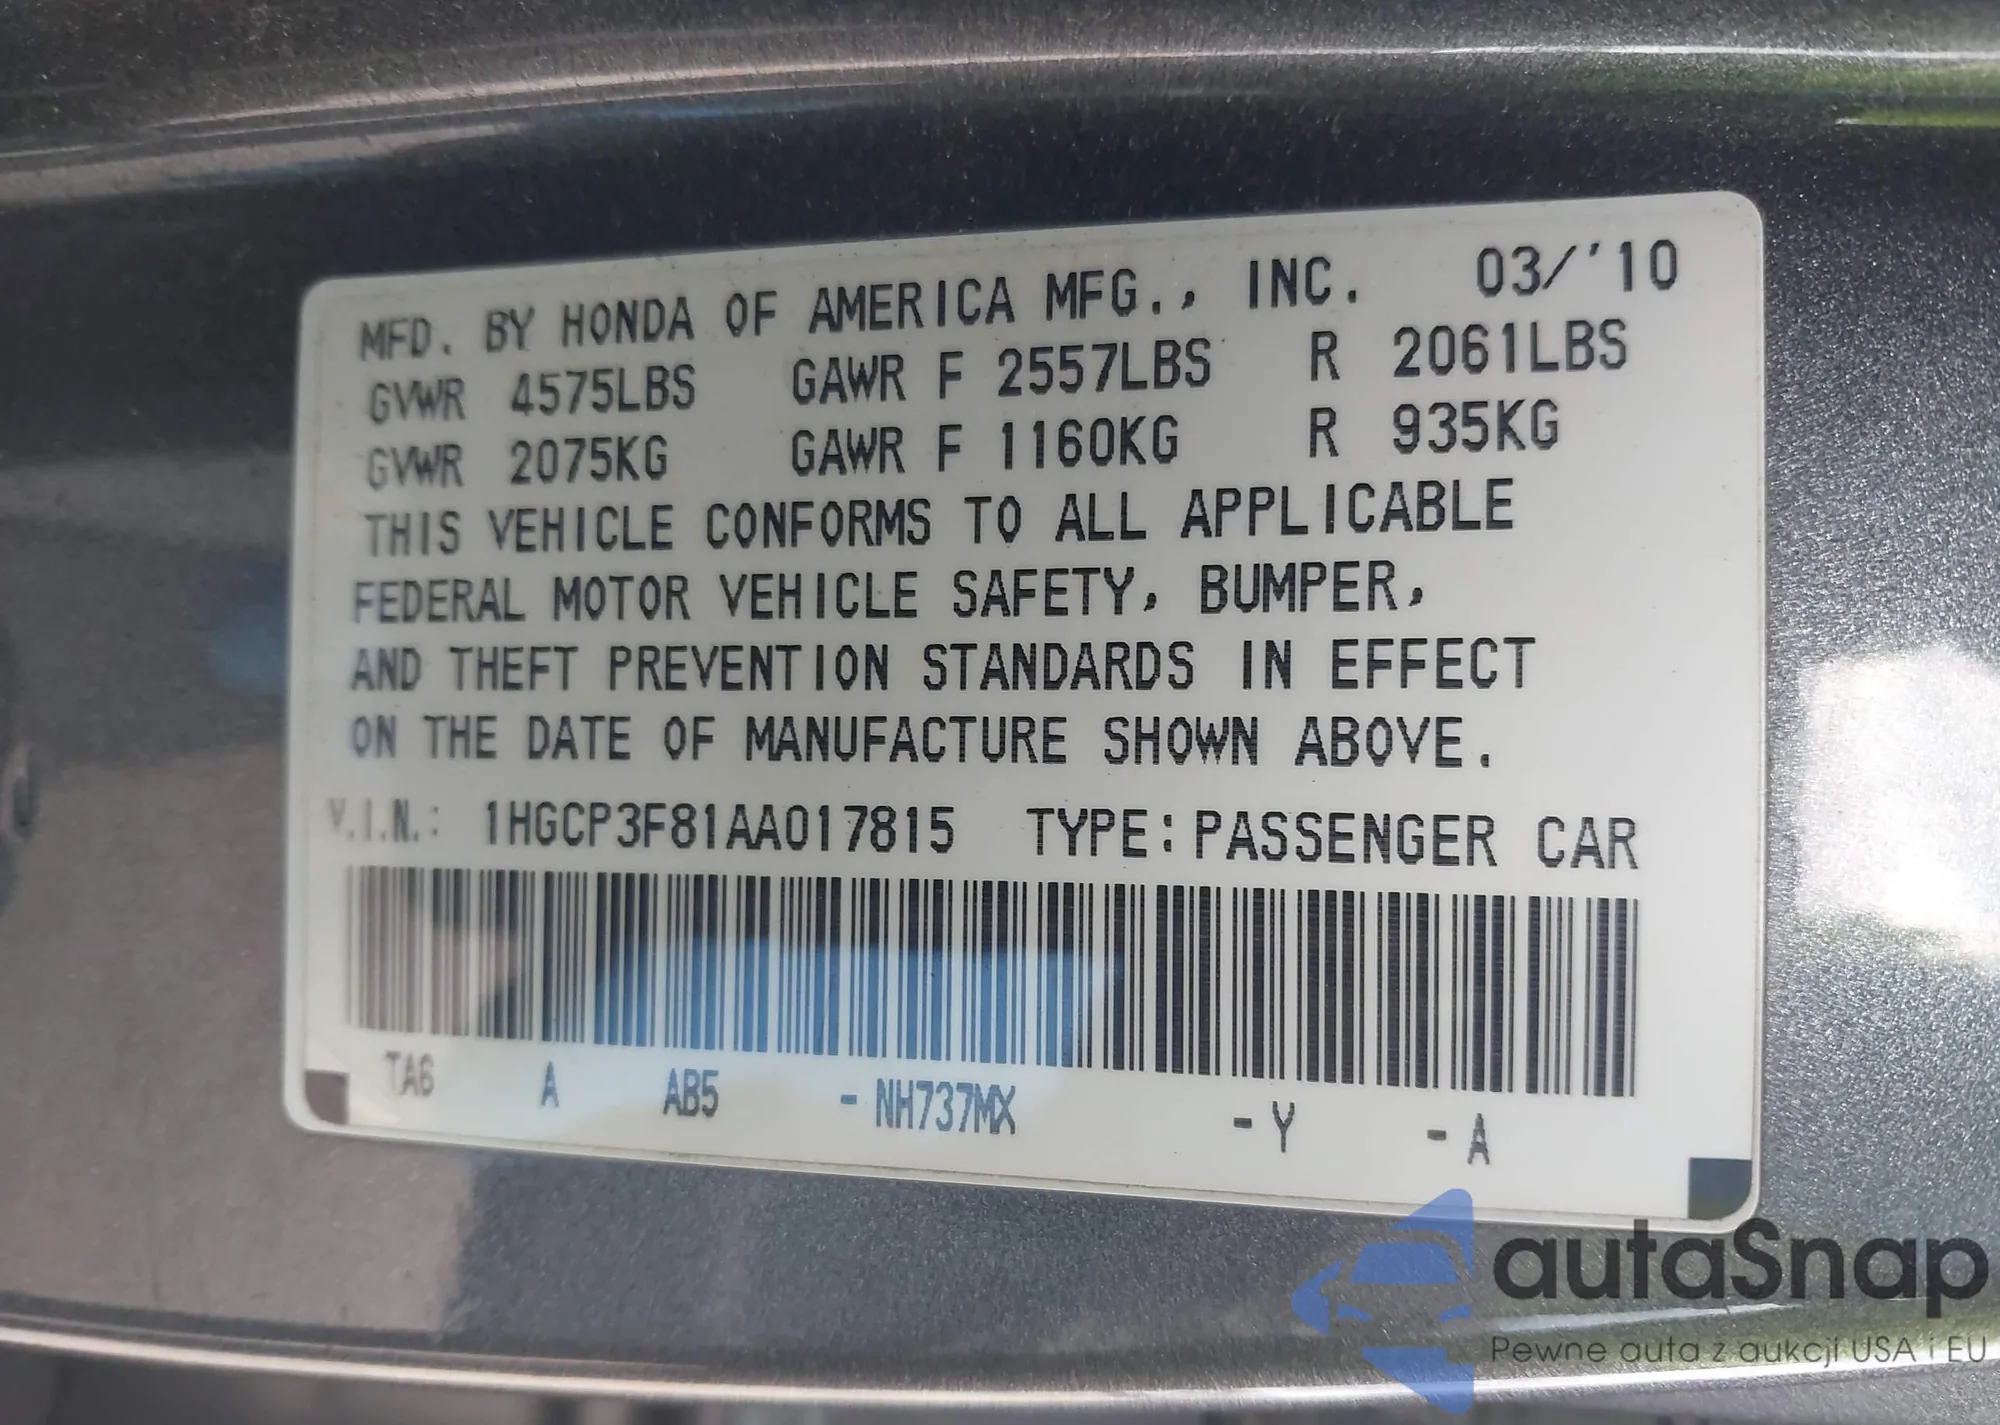 MFD. BY HONDA OF AMERICA MFG., INC. 03/'10
GVWR 4575LBS GAWR F 2557LBS R 2061LBS
GVWR 2075KG GAWR F 1160KG R 935KG
THIS VEHICLE CONFORMS TO ALL APPLICABLE
FEDERAL MOTOR VEHICLE SAFETY, BUMPER,
AND THEFT PREVENTION STANDARDS IN EFFECT
ON THE DATE OF MANUFACTURE SHOWN ABOVE.
V.I.N.: 1HGCP3F81AA017815 TYPE:PASSENGER CAR
TA6 A AB5 -NH737MX -Y -A
autaSnap
Pewne auta z aukcji USA i EU